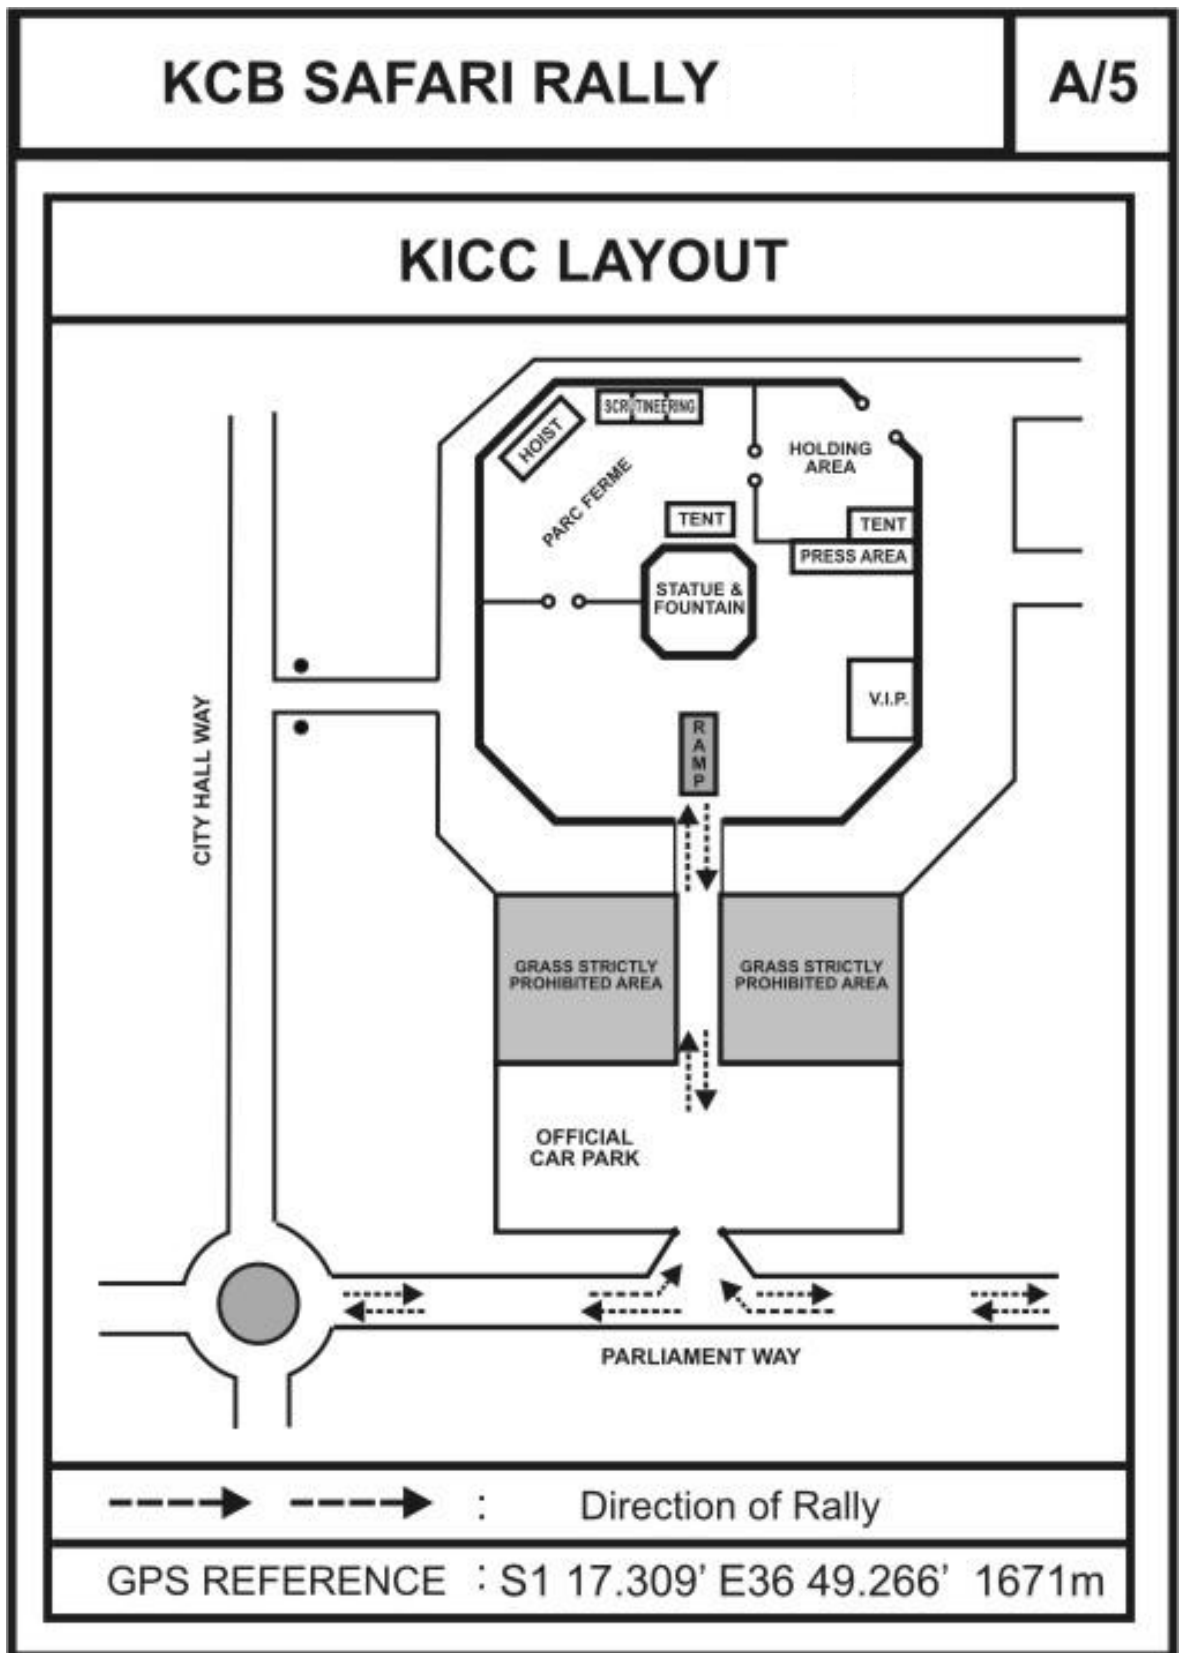 KCB SAFARI RALLY
A/5
KICC LAYOUT
SCRUTINEERING
HOIST
HOLDING
AREA
PARC FERME
TENT
TENT
PRESS AREA
STATUE &
FOUNTAIN
V.I.P.
RAMP
CITY HALL WAY
GRASS STRICTLY
PROHIBITED AREA
GRASS STRICTLY
PROHIBITED AREA
OFFICIAL
CAR PARK
PARLIAMENT WAY
: Direction of Rally
GPS REFERENCE : S1 17.309' E36 49.266' 1671m